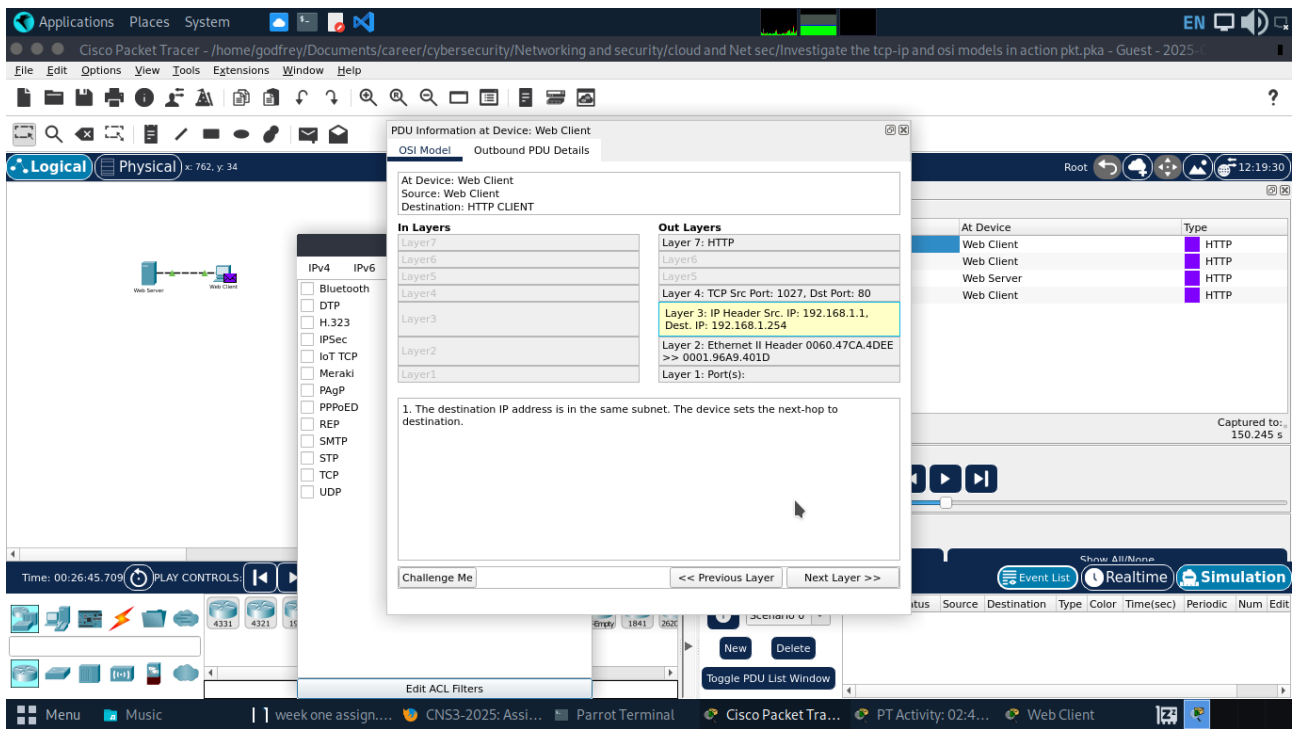 Applications Places System EN
Cisco Packet Tracer - /home/godfrey/Documents/career/cybersecurity/Networking and security/cloud and Net sec/Investigate the tcp-ip and osi models in action pkt.pka - Guest - 2025-
File Edit Options View Tools Extensions Window Help
?
Logical Physical x: 762, y: 34 Root 12:19:30
PDU Information at Device: Web Client
OSI Model Outbound PDU Details
At Device: Web Client
Source: Web Client
Destination: HTTP CLIENT
In Layers Out Layers
Layer7 Layer 7: HTTP
Layer6 Layer6
Layer5 Layer5
Layer4 Layer 4: TCP Src Port: 1027, Dst Port: 80
Layer3 Layer 3: IP Header Src. IP: 192.168.1.1,
Dest. IP: 192.168.1.254
Layer2 Layer 2: Ethernet II Header 0060.47CA.4DEE
>> 0001.96A9.401D
Layer1 Layer 1: Port(s):
1. The destination IP address is in the same subnet. The device sets the next-hop to
destination.
Challenge Me << Previous Layer Next Layer >>
Web Server Web Client
IPv4 IPv6
Bluetooth
DTP
H.323
IPSec
IoT TCP
Meraki
PAgP
PPPoED
REP
SMTP
STP
TCP
UDP
Edit ACL Filters
At Device Type
Web Client HTTP
Web Client HTTP
Web Server HTTP
Web Client HTTP
Captured to:
150.245 s
Show All/None
Time: 00:26:45.709 PLAY CONTROLS: Event List Realtime Simulation
4331 4321 1841
Scenario 0
New Delete
Toggle PDU List Window
Source Destination Type Color Time(sec) Periodic Num Edit
Menu Music week one assign.... CNS3-2025: Assi... Parrot Terminal Cisco Packet Tra... PT Activity: 02:4... Web Client